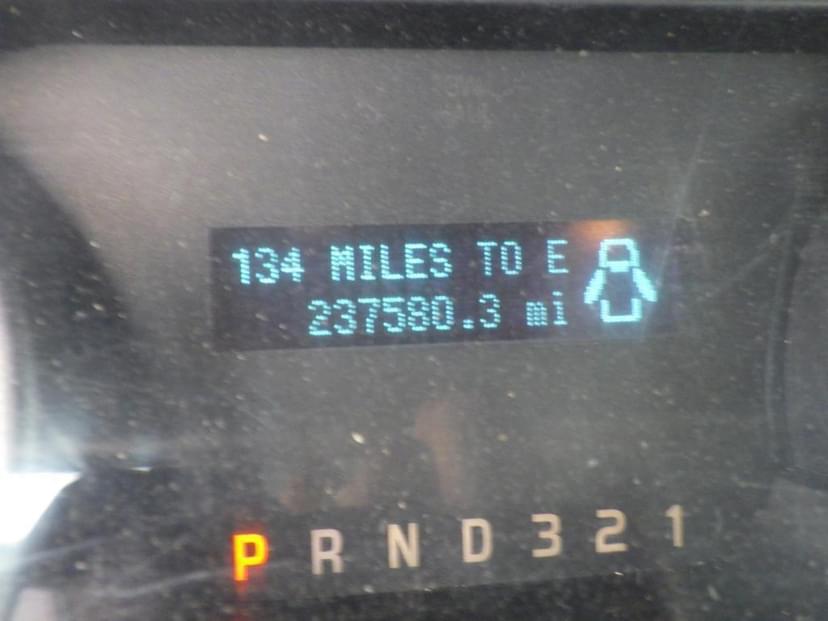 134 MILES TO E
237580.3 mi
P R N D 3 2 1